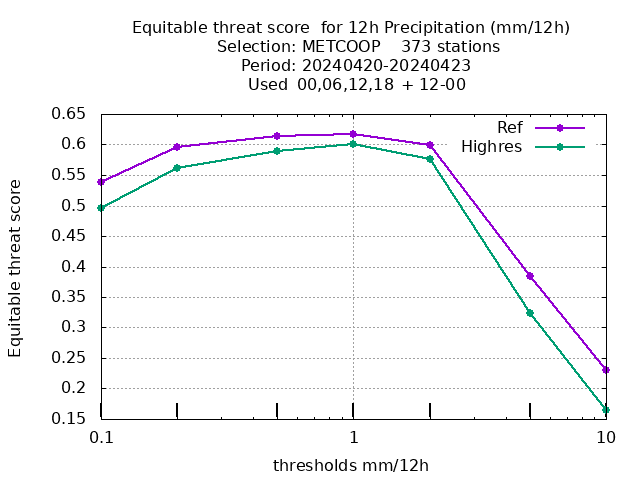 Equitable threat score  for 12h Precipitation (mm/12h)
Selection: METCOOP    373 stations
Period: 20240420-20240423
Used  00,06,12,18  + 12-00
Ref
Highres
0.65
0.6
0.55
0.5
0.45
0.4
0.35
0.3
0.25
0.2
0.15
Equitable threat score
0.1
1
10
thresholds mm/12h